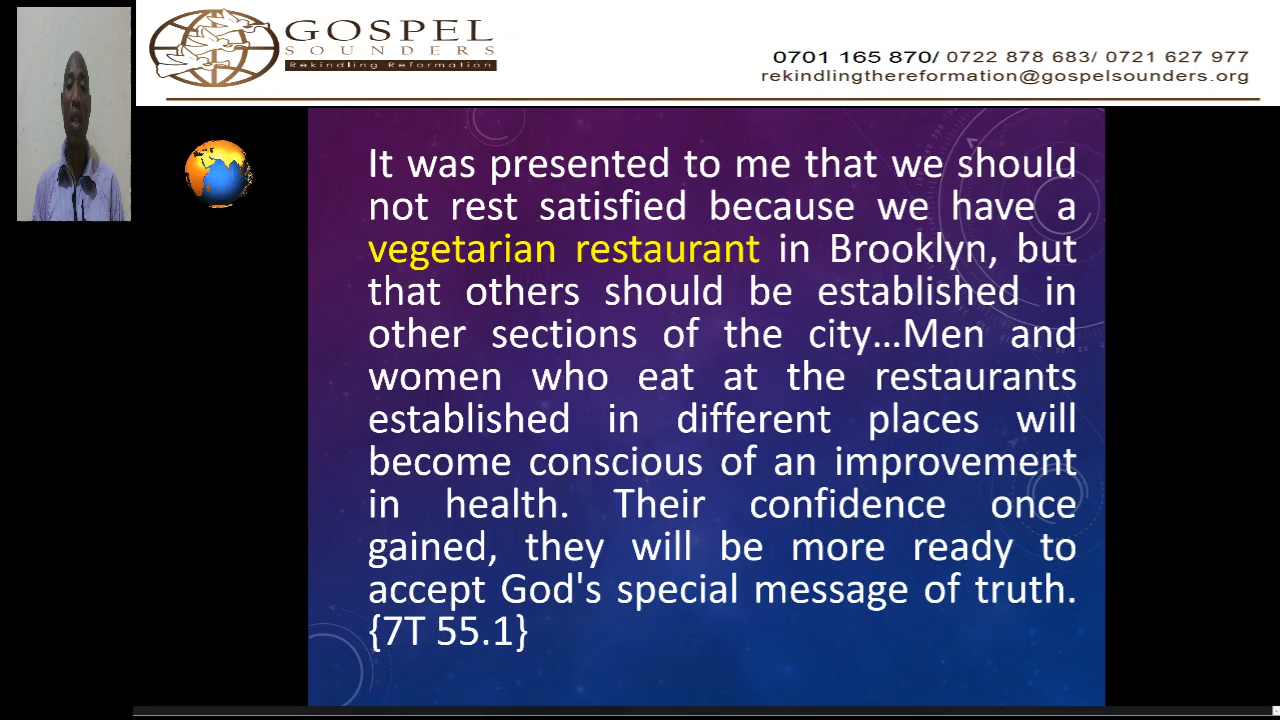 GOSPEL
SOUNDERS
Rekindling Reformation
0701 165 870/ 0722 878 683/ 0721 627 977
rekindlingthereformation@gospelsounders.org
It was presented to me that we should
not rest satisfied because we have a
vegetarian restaurant in Brooklyn, but
that others should be established in
other sections of the city…Men and
women who eat at the restaurants
established in different places will
become conscious of an improvement
in health. Their confidence once
gained, they will be more ready to
accept God's special message of truth.
{7T 55.1}